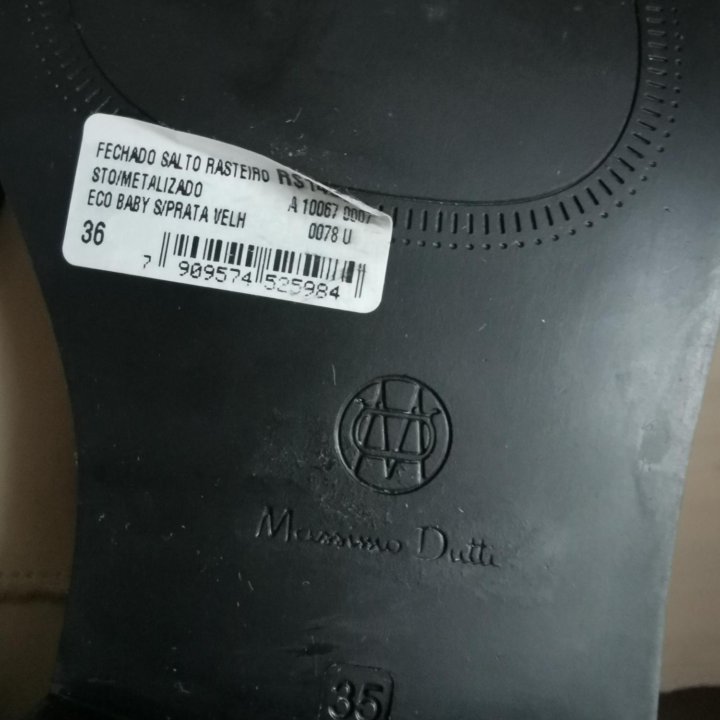 FECHADO SALTO RASTEIRO
STO/METALIZADO
A 10067 0007
ECO BABY S/PRATA VELH
0078 U
36
7 909574 525984
Massimo Dutti
35